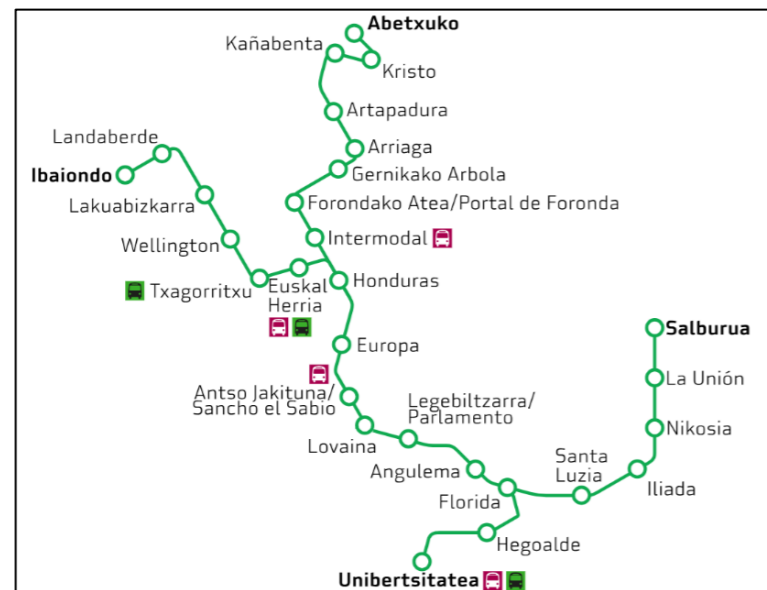 Abetxuko
Kañabenta
Kristo
Artapadura
Landaberde
Arriaga
Ibaiondo
Gernikako Arbola
Lakuabizkarra
Forondako Atea/Portal de Foronda
Wellington
Intermodal
Txagorritxu
Euskal
Herria
Honduras
Salburua
Europa
La Unión
Antso Jakituna/
Sancho el Sabio
Legebiltzarra/
Parlamento
Nikosia
Lovaina
Angulema
Santa
Luzia
Iliada
Florida
Hegoalde
Unibertsitatea